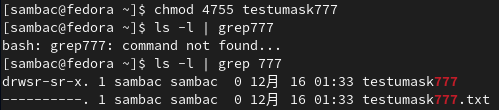 [sambac@fedora ~]$ chmod 4755 testumask777
[sambac@fedora ~]$ ls -l | grep777
bash: grep777: command not found...
[sambac@fedora ~]$ ls -l | grep 777
drwsr-sr-x. 1 sambac sambac  0 12月  16 01:33 testumask777
----------. 1 sambac sambac  0 12月  16 01:33 testumask777.txt